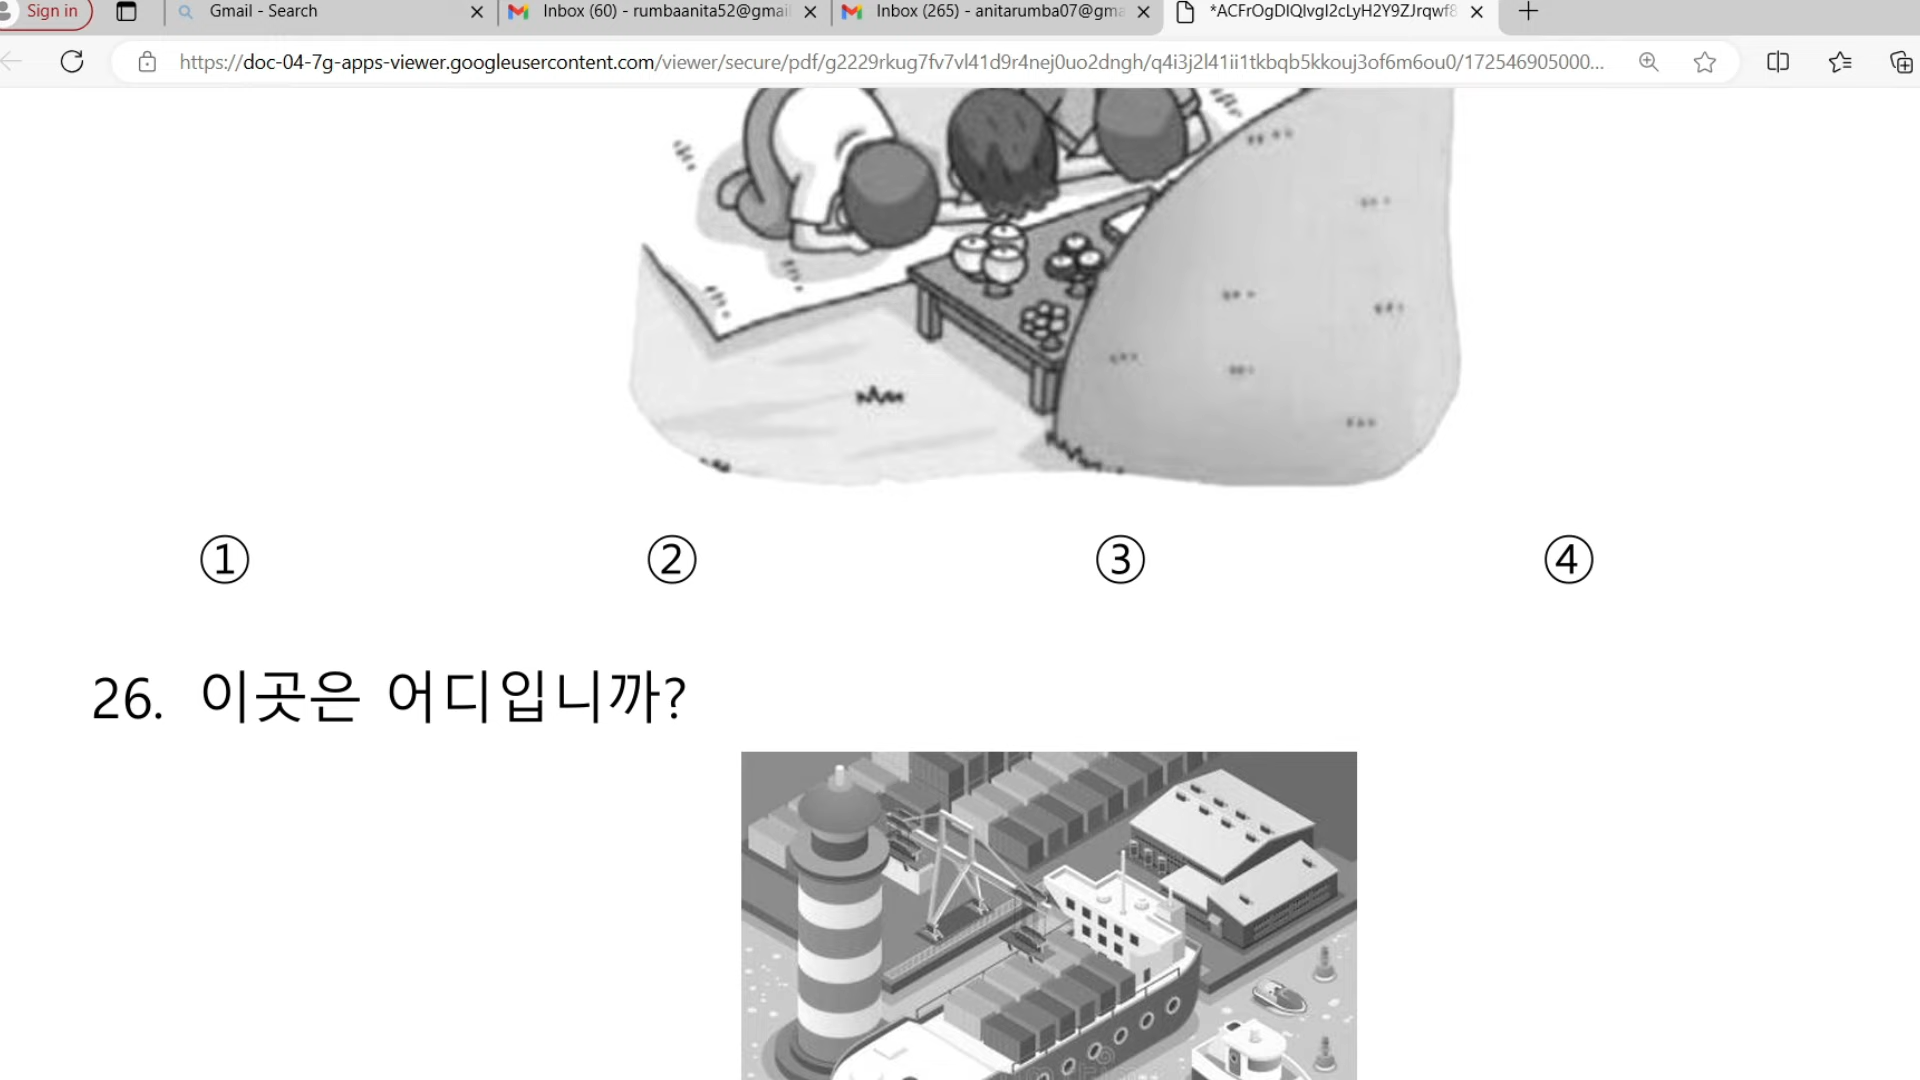 Sign in
Gmail - Search
Inbox (60) - rumbaanita52@gmai
Inbox (265) - anitarumba07@gma
*ACFrOgDIQlvgI2cLyH2Y9ZJrqwf8
https://doc-04-7g-apps-viewer.googleusercontent.com/viewer/secure/pdf/g2229rkug7fv7vl41d9r4nej0uo2dngh/q4i3j2l41ii1tkbqb5kkouj3of6m6ou0/172546905000...
① ② ③ ④
26. 이곳은 어디입니까?